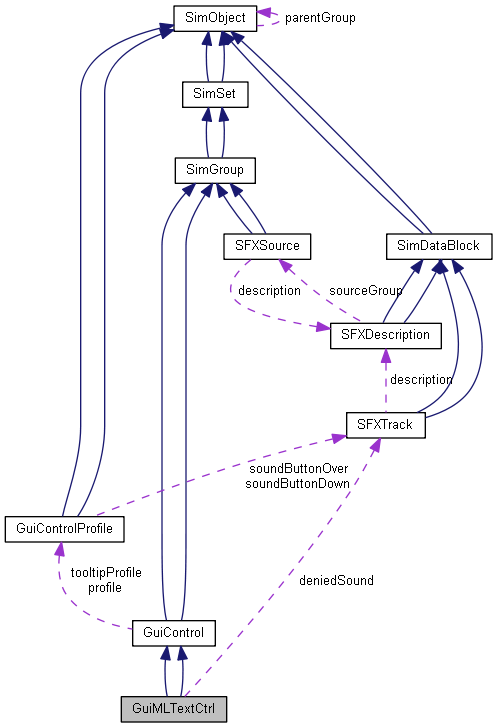 SimObject
parentGroup
SimSet
SimGroup
SFXSource
SimDataBlock
description
sourceGroup
SFXDescription
description
SFXTrack
soundButtonOver
soundButtonDown
GuiControlProfile
tooltipProfile
profile
deniedSound
GuiControl
GuiMLTextCtrl